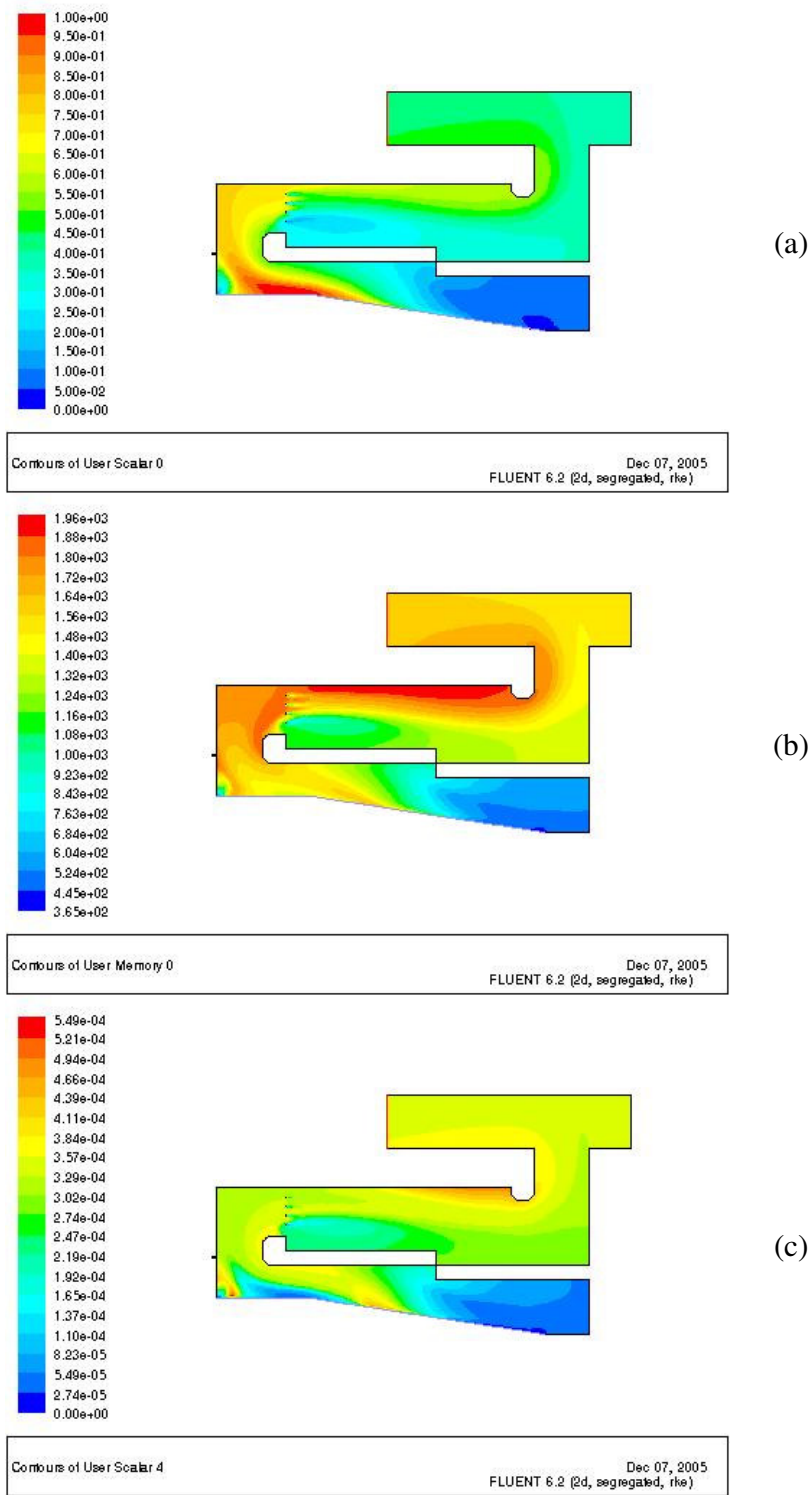 1.00e+00
9.50e-01
9.00e-01
8.50e-01
8.00e-01
7.50e-01
7.00e-01
6.50e-01
6.00e-01
5.50e-01
5.00e-01
4.50e-01
4.00e-01
3.50e-01
3.00e-01
2.50e-01
2.00e-01
1.50e-01
1.00e-01
5.00e-02
0.00e+00
(a)
Contours of User Scalar 0
Dec 07, 2005
FLUENT 6.2 (2d, segregated, rke)
1.96e+03
1.88e+03
1.80e+03
1.72e+03
1.64e+03
1.56e+03
1.48e+03
1.40e+03
1.32e+03
1.24e+03
1.16e+03
1.08e+03
1.00e+03
9.23e+02
8.43e+02
7.63e+02
6.84e+02
6.04e+02
5.24e+02
4.45e+02
3.65e+02
(b)
Contours of User Memory 0
Dec 07, 2005
FLUENT 6.2 (2d, segregated, rke)
5.49e-04
5.21e-04
4.94e-04
4.66e-04
4.39e-04
4.11e-04
3.84e-04
3.57e-04
3.29e-04
3.02e-04
2.74e-04
2.47e-04
2.19e-04
1.92e-04
1.65e-04
1.37e-04
1.10e-04
8.23e-05
5.49e-05
2.74e-05
0.00e+00
(c)
Contours of User Scalar 4
Dec 07, 2005
FLUENT 6.2 (2d, segregated, rke)